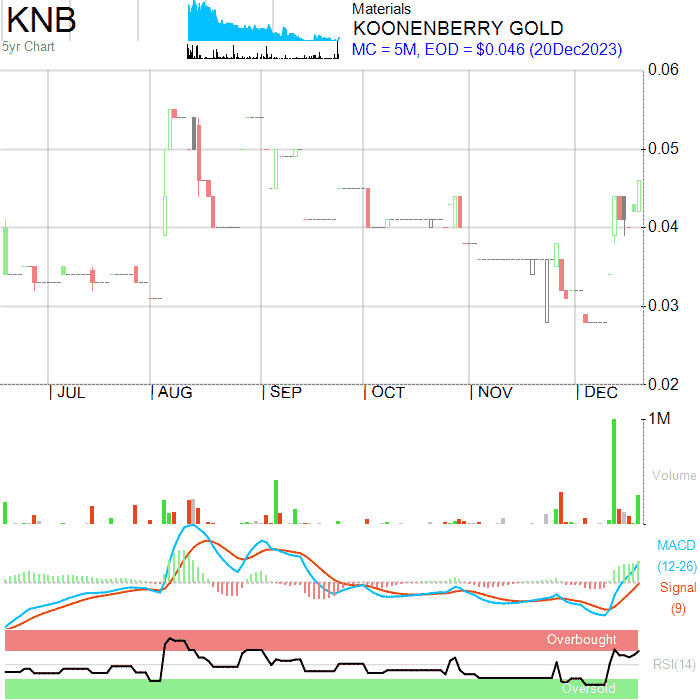 KNB
5yr Chart
Materials
KOONENBERRY GOLD
MC = 5M, EOD = $0.046 (20Dec2023)
0.06
0.05
0.04
0.03
0.02
JUL
AUG
SEP
OCT
NOV
DEC
1M
Volume
MACD
(12-26)
Signal
(9)
Overbought
RSI(14)
Oversold